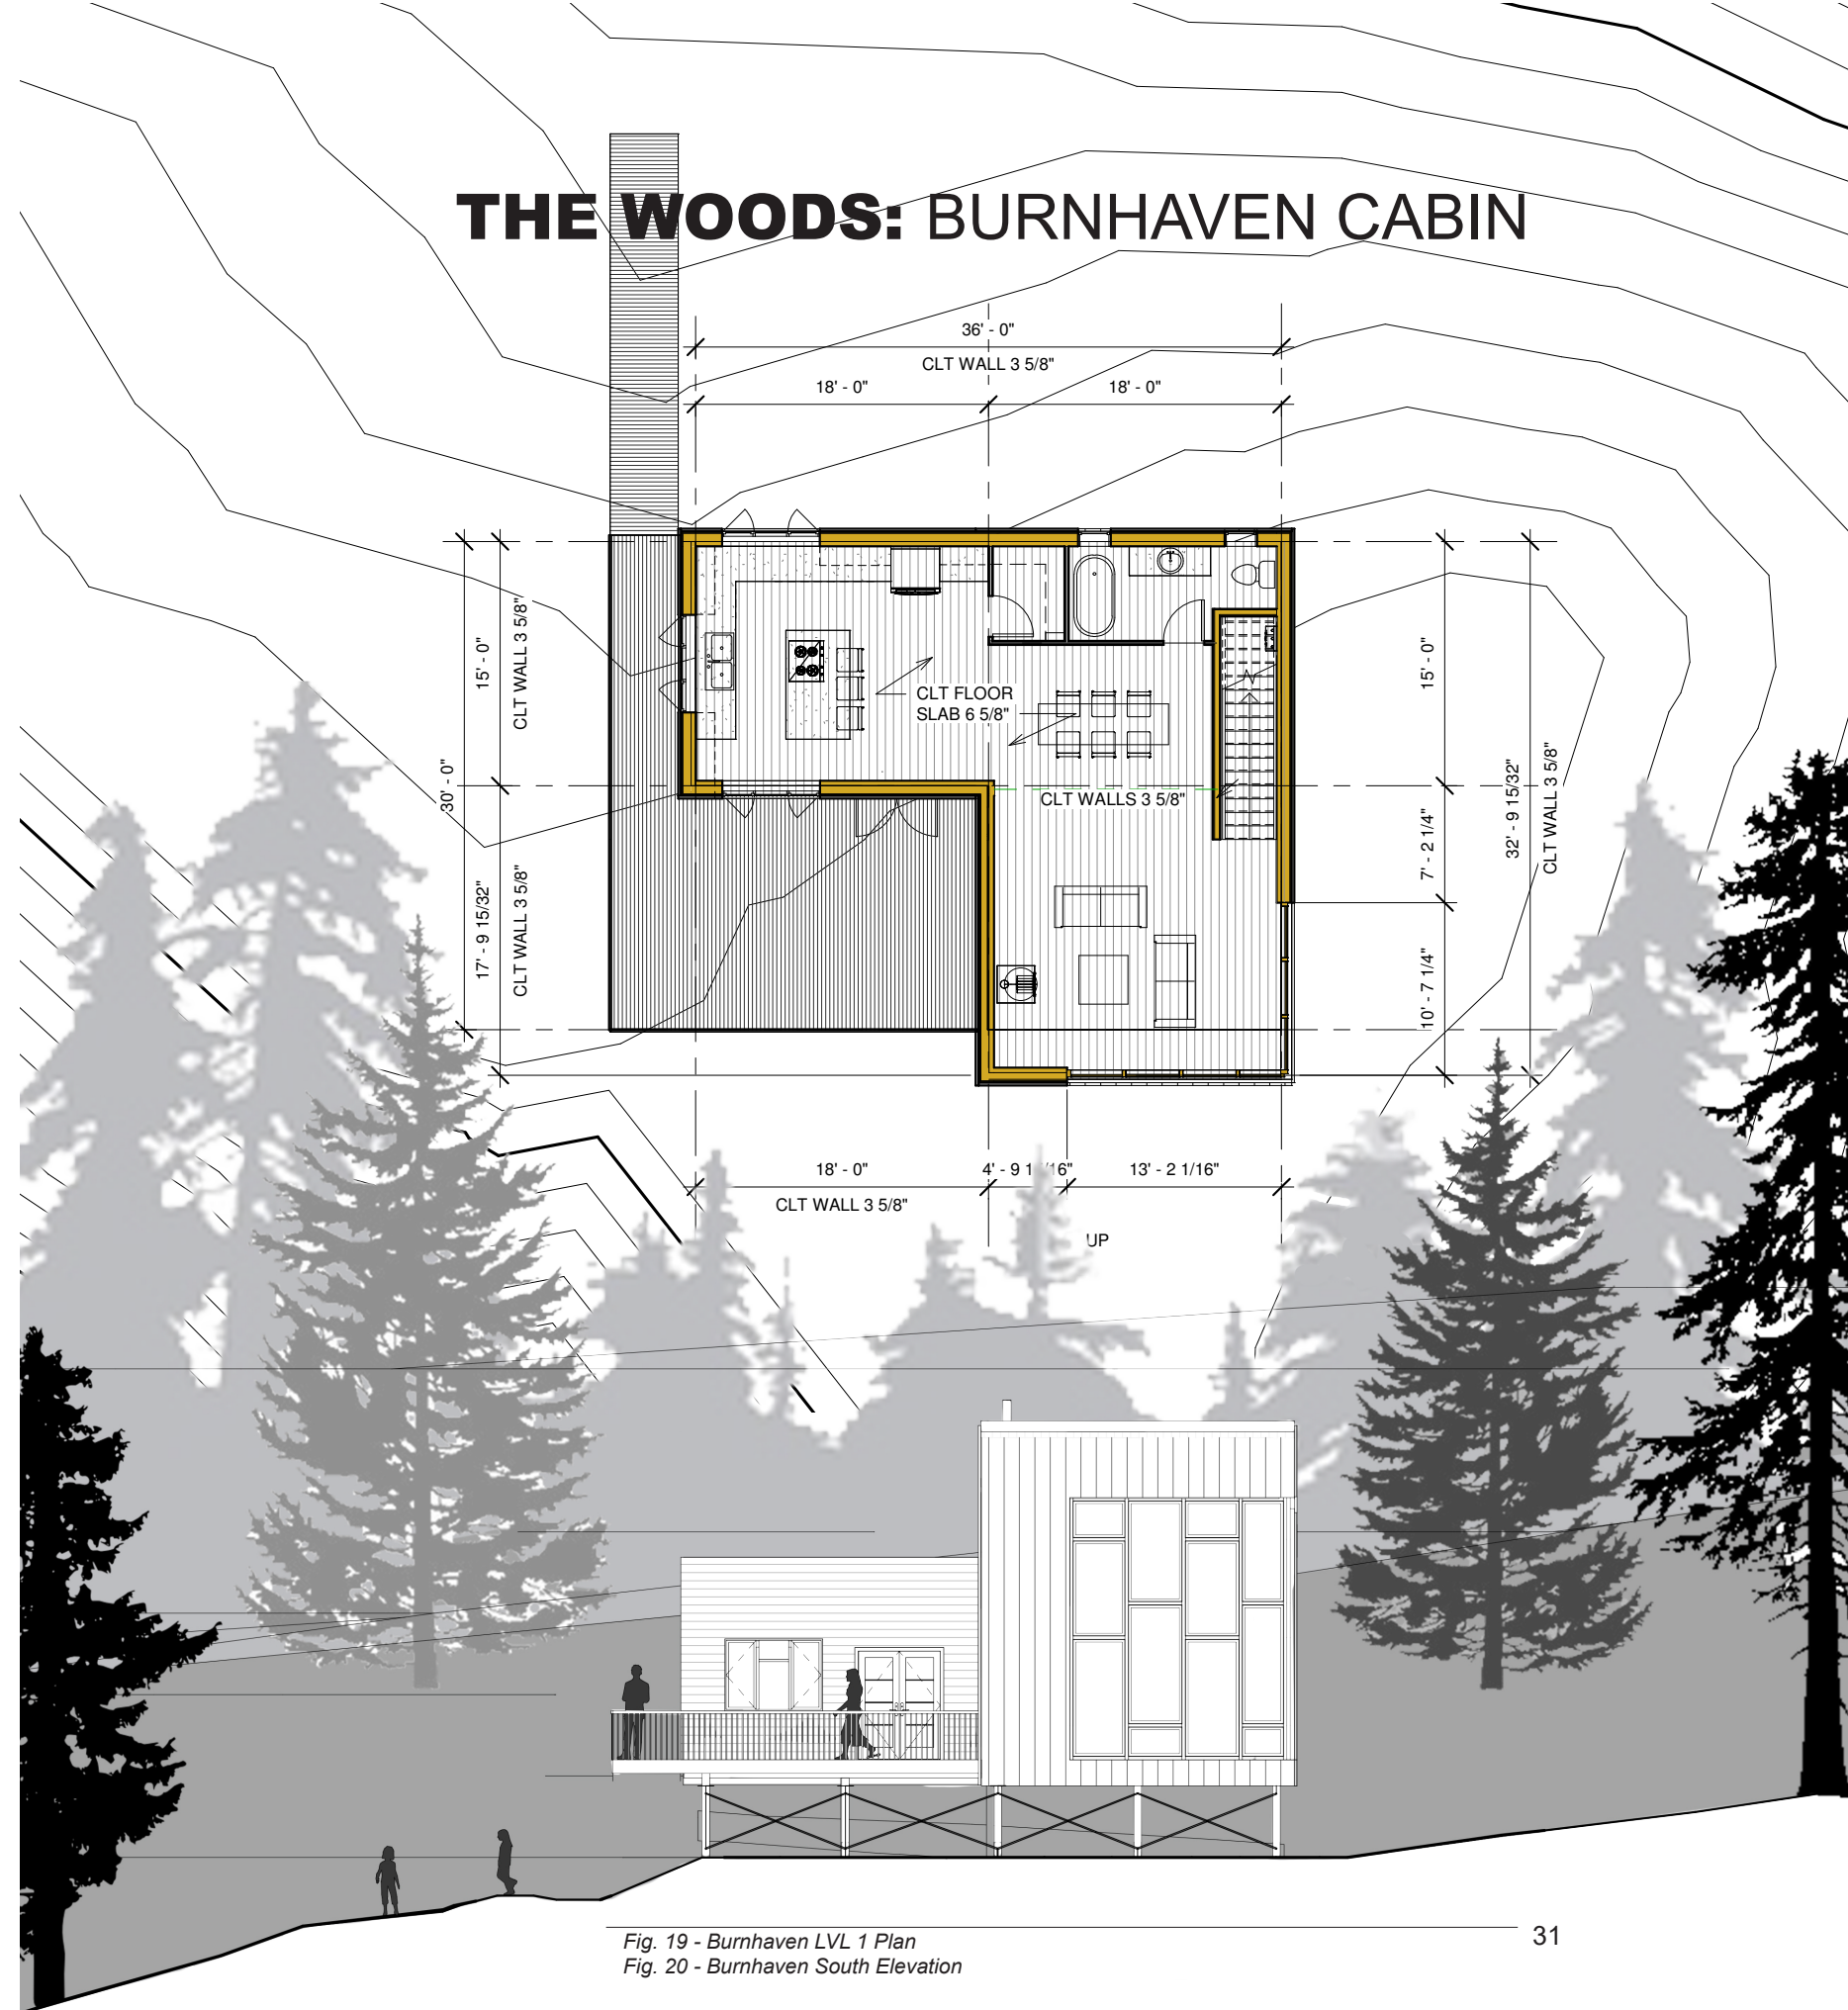 THE WOODS: BURNHAVEN CABIN
36' - 0"
CLT WALL 3 5/8"
18' - 0"
18' - 0"
15' - 0"
CLT WALL 3 5/8"
30' - 0"
17' - 9 15/32"
CLT WALL 3 5/8"
CLT FLOOR
SLAB 6 5/8"
CLT WALLS 3 5/8"
15' - 0"
7' - 2 1/4"
10' - 7 1/4"
32' - 9 15/32"
CLT WALL 3 5/8"
18' - 0"
CLT WALL 3 5/8"
4' - 9 1 /16"
13' - 2 1/16"
UP
Fig. 19 - Burnhaven LVL 1 Plan
Fig. 20 - Burnhaven South Elevation
31